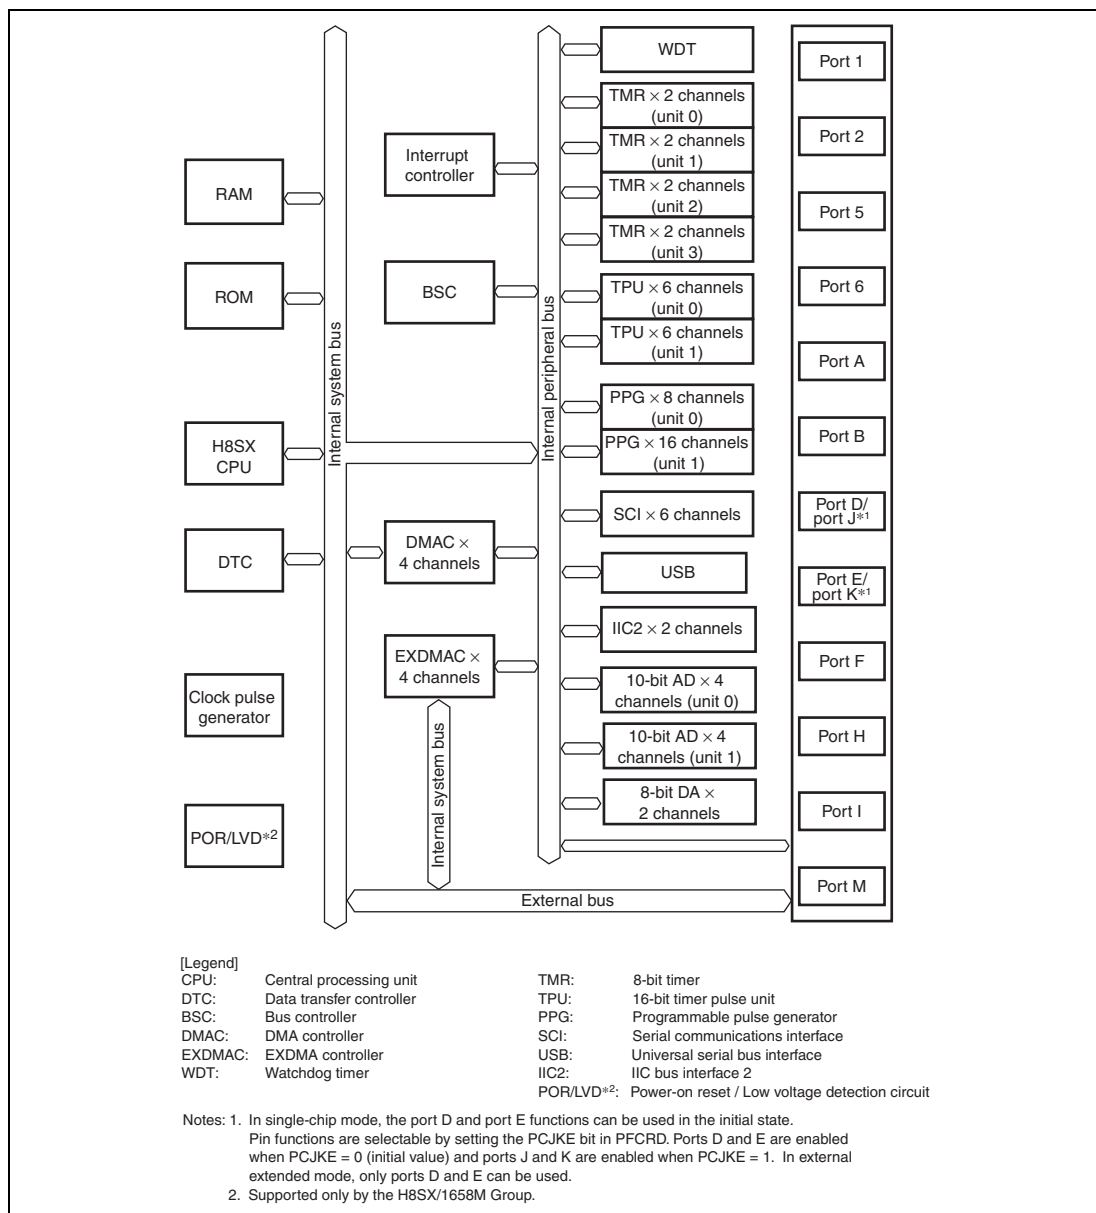 WDT
TMR × 2 channels
(unit 0)
TMR × 2 channels
(unit 1)
TMR × 2 channels
(unit 2)
TMR × 2 channels
(unit 3)
TPU × 6 channels
(unit 0)
TPU × 6 channels
(unit 1)
PPG × 8 channels
(unit 0)
PPG × 16 channels
(unit 1)
SCI × 6 channels
USB
IIC2 × 2 channels
10-bit AD × 4
channels (unit 0)
10-bit AD × 4
channels (unit 1)
8-bit DA ×
2 channels
Interrupt
controller
BSC
DMAC ×
4 channels
EXDMAC ×
4 channels
RAM
ROM
H8SX
CPU
DTC
Clock pulse
generator
POR/LVD*2
Internal system bus
Internal peripheral bus
Internal system bus
External bus
Port 1
Port 2
Port 5
Port 6
Port A
Port B
Port D/
port J*1
Port E/
port K*1
Port F
Port H
Port I
Port M
[Legend]
CPU: Central processing unit
DTC: Data transfer controller
BSC: Bus controller
DMAC: DMA controller
EXDMAC: EXDMA controller
WDT: Watchdog timer
TMR: 8-bit timer
TPU: 16-bit timer pulse unit
PPG: Programmable pulse generator
SCI: Serial communications interface
USB: Universal serial bus interface
IIC2: IIC bus interface 2
POR/LVD*2: Power-on reset / Low voltage detection circuit
Notes: 1. In single-chip mode, the port D and port E functions can be used in the initial state.
Pin functions are selectable by setting the PCJKE bit in PFCRD. Ports D and E are enabled
when PCJKE = 0 (initial value) and ports J and K are enabled when PCJKE = 1. In external
extended mode, only ports D and E can be used.
2. Supported only by the H8SX/1658M Group.